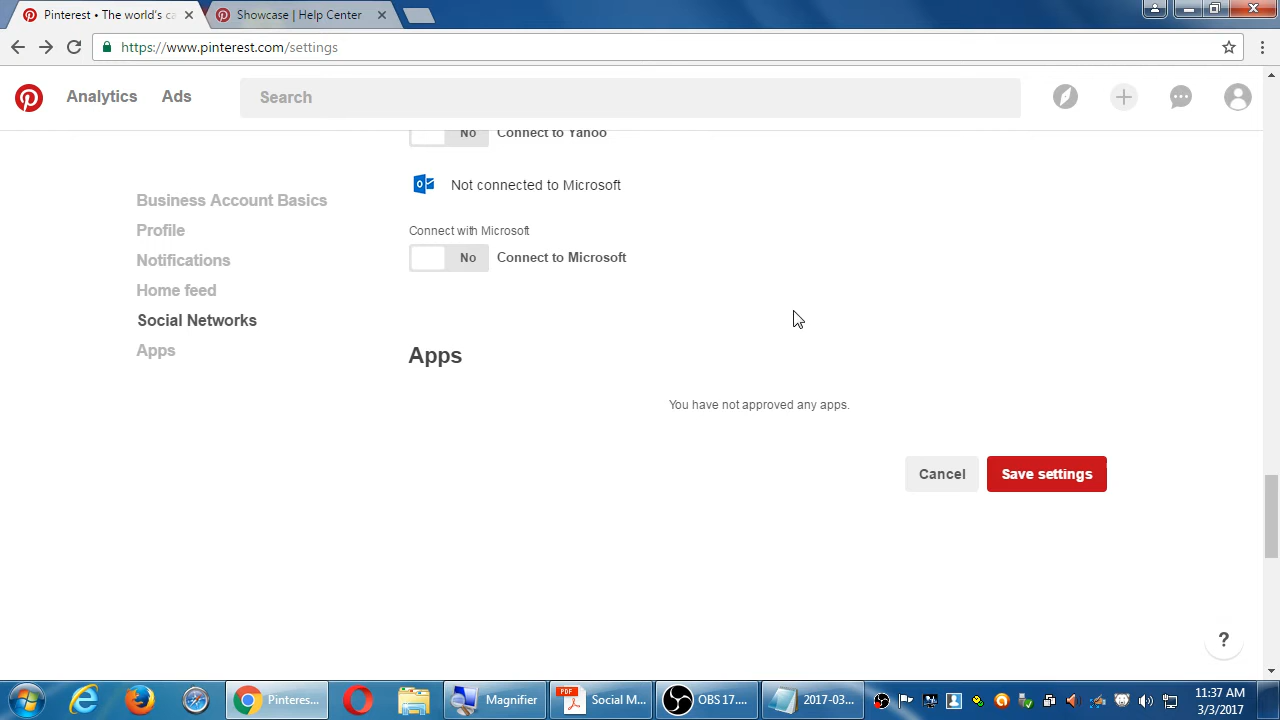 Pinterest • The world's ca
Showcase | Help Center
https://www.pinterest.com/settings
Analytics
Ads
Search
No
Connect to Yahoo
Not connected to Microsoft
Connect with Microsoft
No
Connect to Microsoft
Business Account Basics
Profile
Notifications
Home feed
Social Networks
Apps
Apps
You have not approved any apps.
Cancel
Save settings
?
Pinteres...
Magnifier
PDF
Social M...
OBS 17....
2017-03...
11:37 AM
3/3/2017